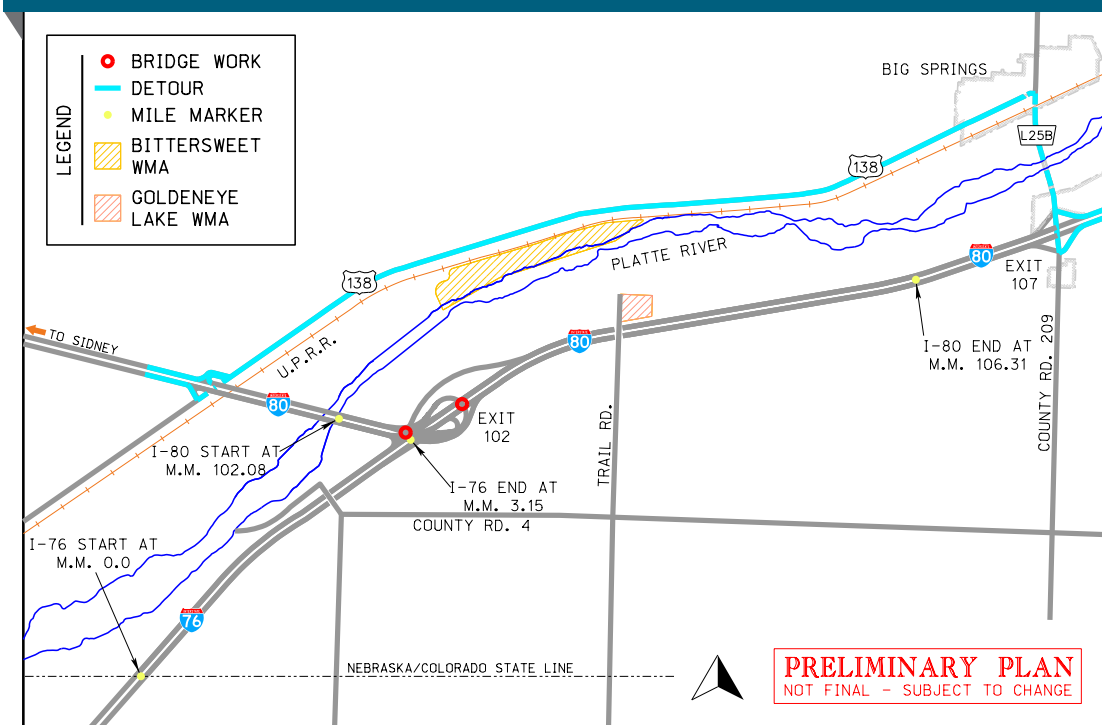 LEGEND
BRIDGE WORK
DETOUR
MILE MARKER
BITTERSWEET
WMA
GOLDENEYE
LAKE WMA
BIG SPRINGS
L25B
138
PLATTE RIVER
80
EXIT
107
138
TO SIDNEY
U.P.R.R.
80
I-80 END AT
M.M. 106.31
COUNTY RD. 209
80
EXIT
102
TRAIL RD.
I-80 START AT
M.M. 102.08
I-76 END AT
M.M. 3.15
COUNTY RD. 4
I-76 START AT
M.M. 0.0
76
NEBRASKA/COLORADO STATE LINE
PRELIMINARY PLAN
NOT FINAL - SUBJECT TO CHANGE